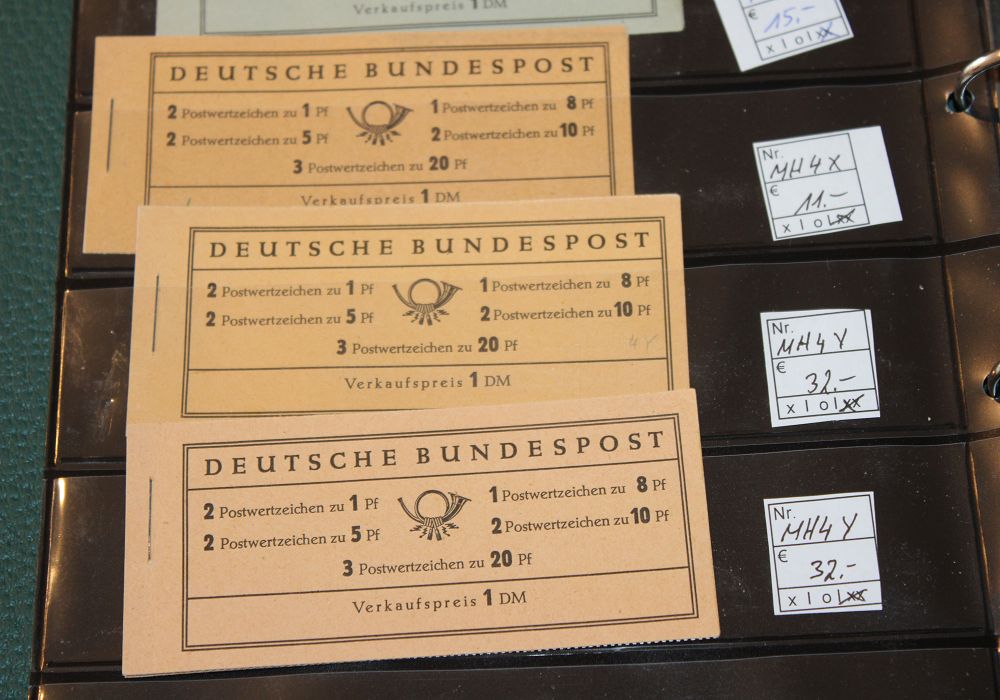 Verkaufspreis 1 DM
€
15.-
x I o I xx
DEUTSCHE BUNDESPOST
2 Postwertzeichen zu 1 Pf
1 Postwertzeichen zu 8 Pf
2 Postwertzeichen zu 5 Pf
2 Postwertzeichen zu 10 Pf
3 Postwertzeichen zu 20 Pf
Verkaufspreis 1 DM
Nr.
MH 4 X
€
11.-
x I o I xx
DEUTSCHE BUNDESPOST
2 Postwertzeichen zu 1 Pf
1 Postwertzeichen zu 8 Pf
2 Postwertzeichen zu 5 Pf
2 Postwertzeichen zu 10 Pf
3 Postwertzeichen zu 20 Pf
4 Y
Verkaufspreis 1 DM
Nr.
MH 4 Y
€
32.-
x I o I xx
DEUTSCHE BUNDESPOST
2 Postwertzeichen zu 1 Pf
1 Postwertzeichen zu 8 Pf
2 Postwertzeichen zu 5 Pf
2 Postwertzeichen zu 10 Pf
3 Postwertzeichen zu 20 Pf
Verkaufspreis 1 DM
Nr.
MH 4 Y
€
32.-
x I o I xx